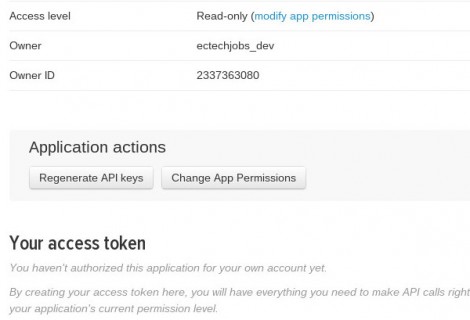 Access level Read-only (modify app permissions)
Owner ectechjobs_dev
Owner ID 2337363080
Application actions
Regenerate API keys Change App Permissions
Your access token
You haven't authorized this application for your own account yet.
By creating your access token here, you will have everything you need to make API calls right
your application's current permission level.